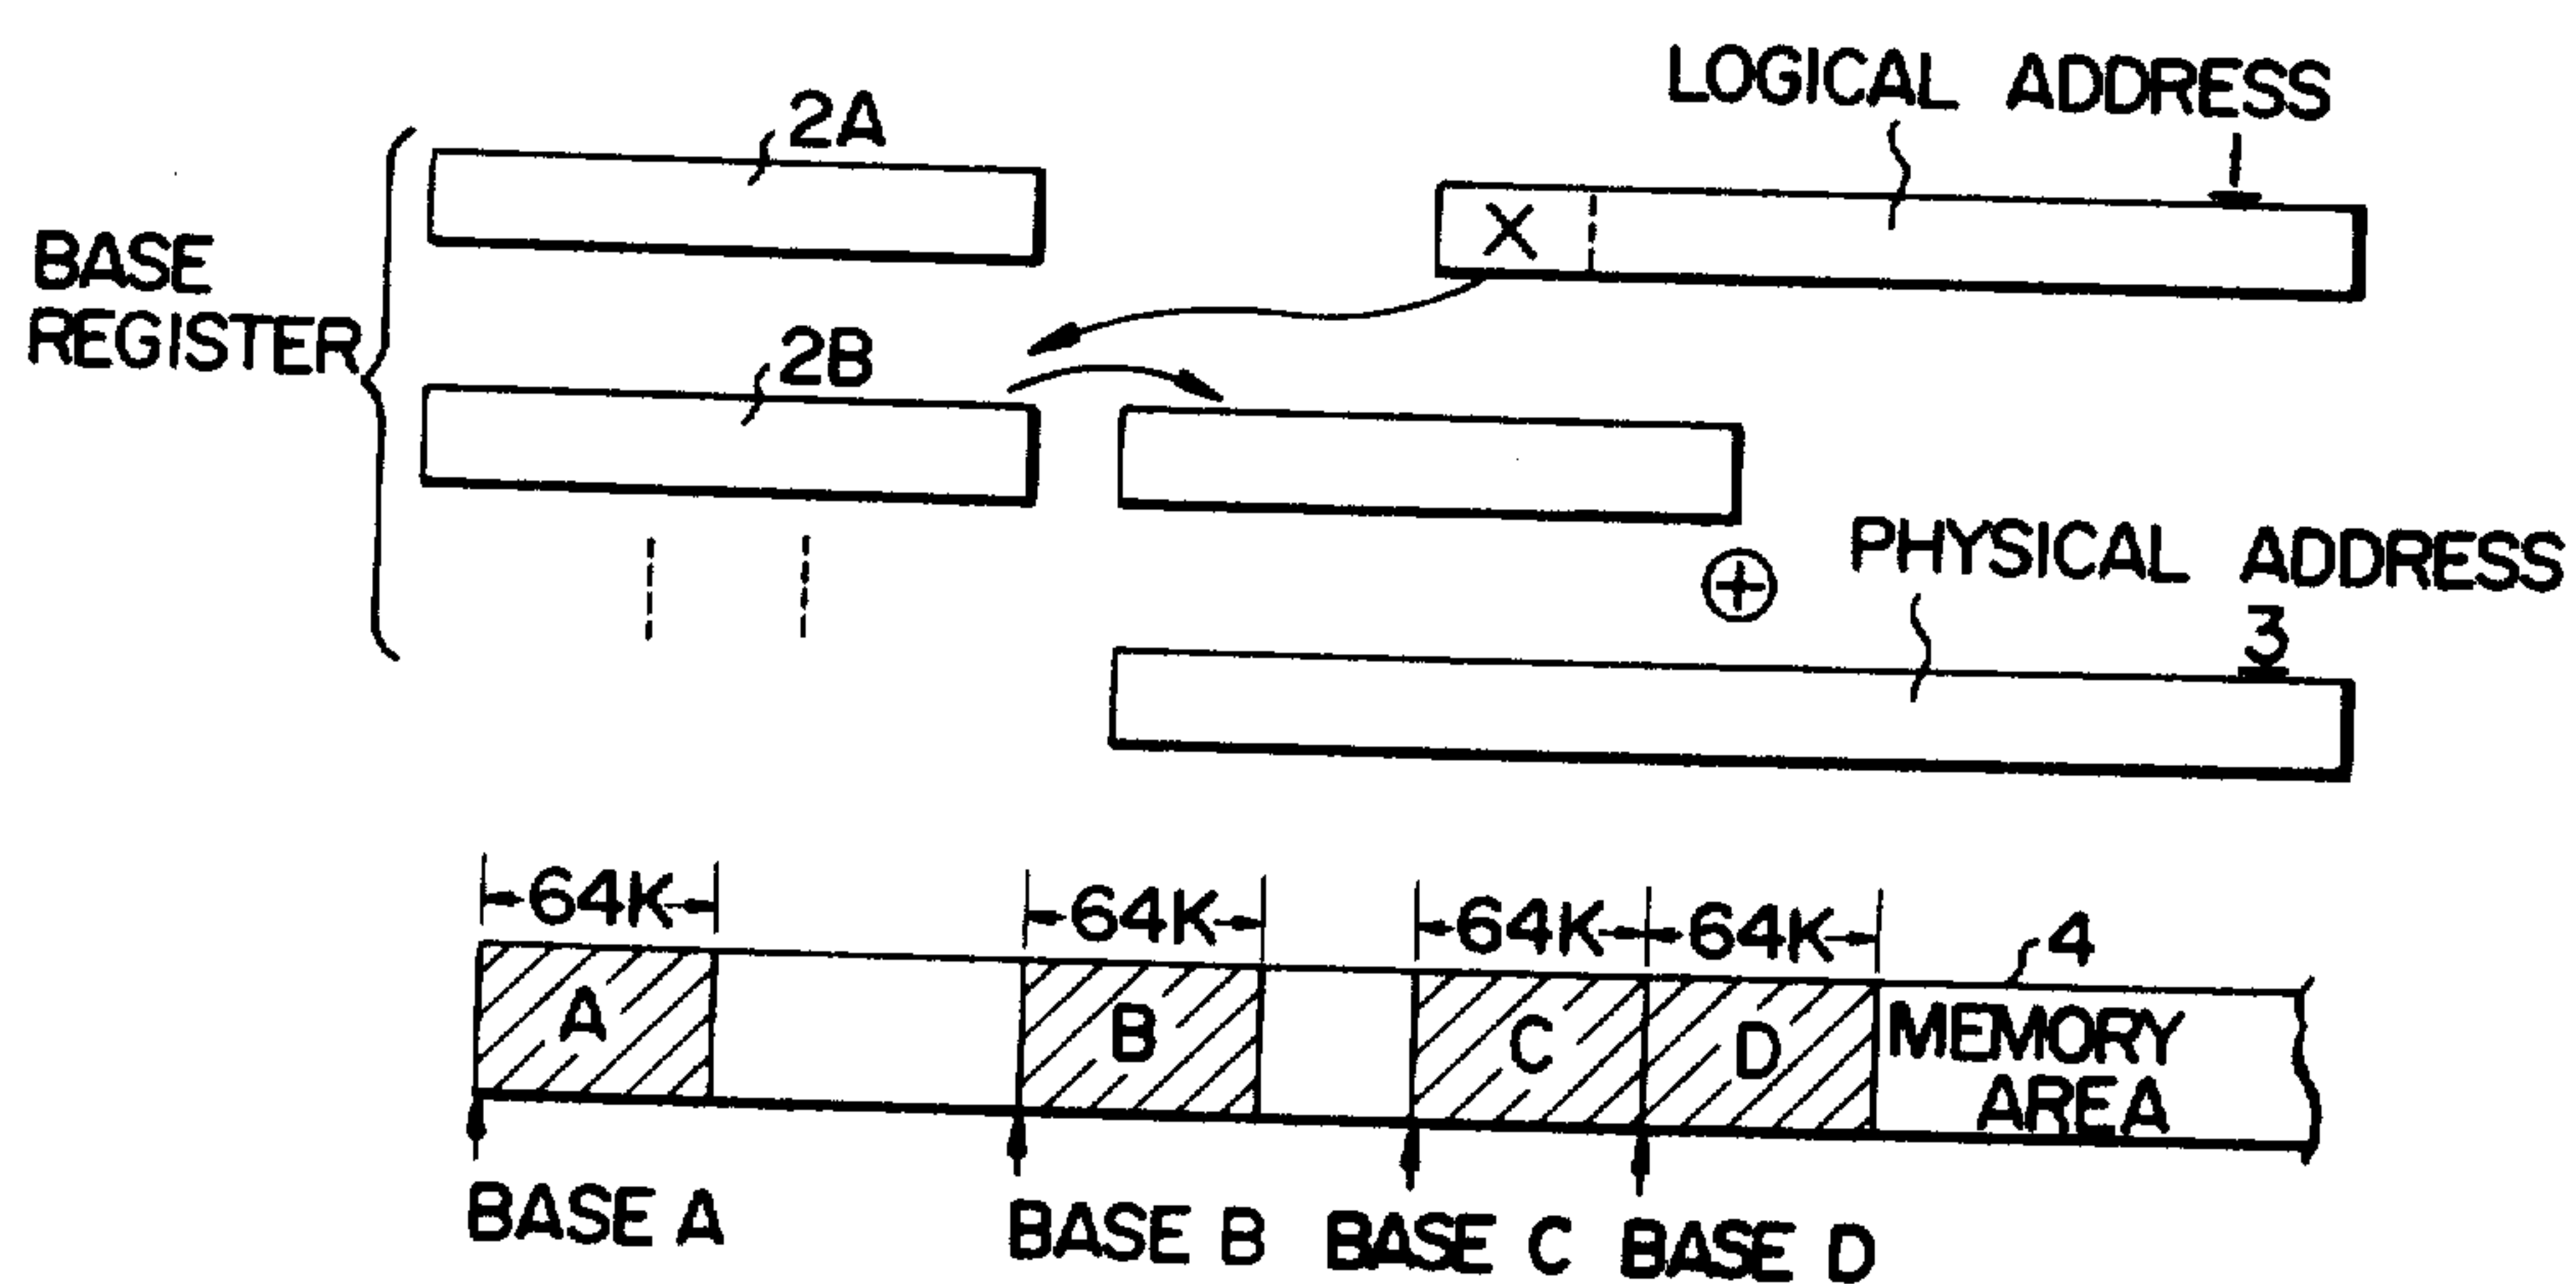 LOGICAL ADDRESS
1
2A
X
BASE
REGISTER
2B
PHYSICAL ADDRESS
3
64K 64K 64K 64K
4
A B C D MEMORY
AREA
BASE A BASE B BASE C BASE D